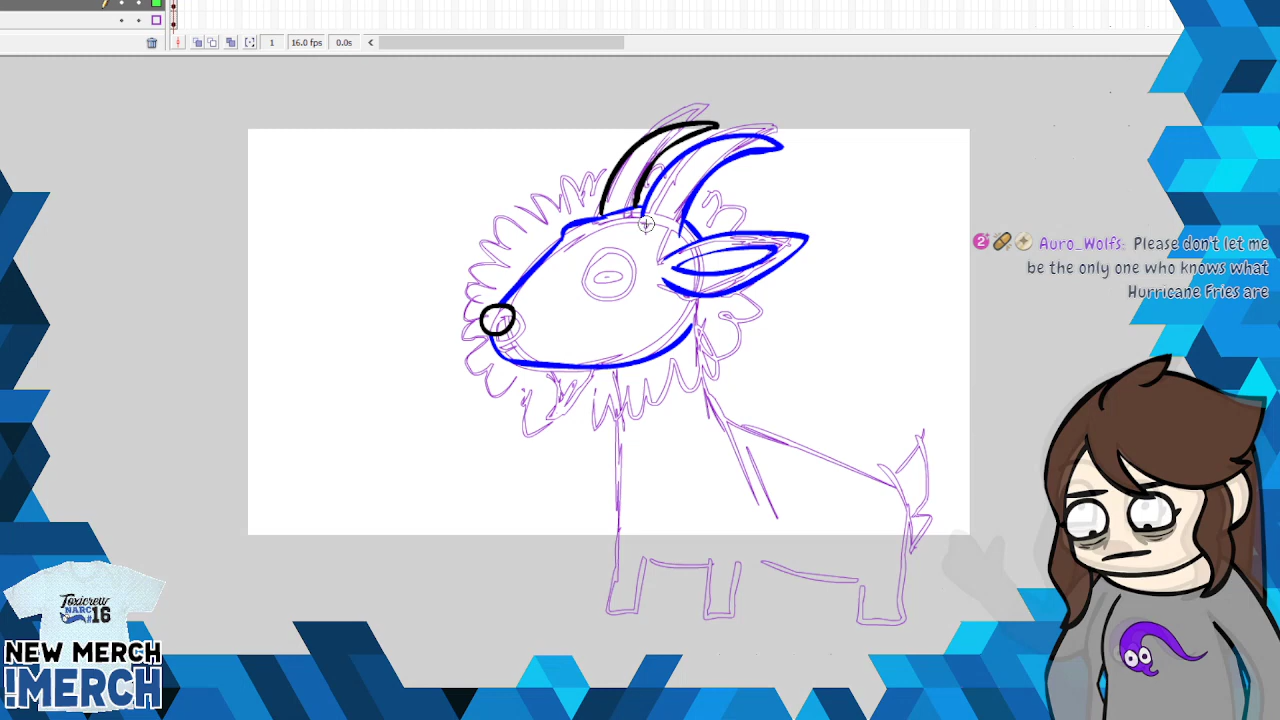 1 16.0 fps 0.0s
2 Auro_Wolfs: Please don't let me
be the only one who knows what
Hurricane Fries are
Toxicrew
NARC
#16
NEW MERCH
!MERCH